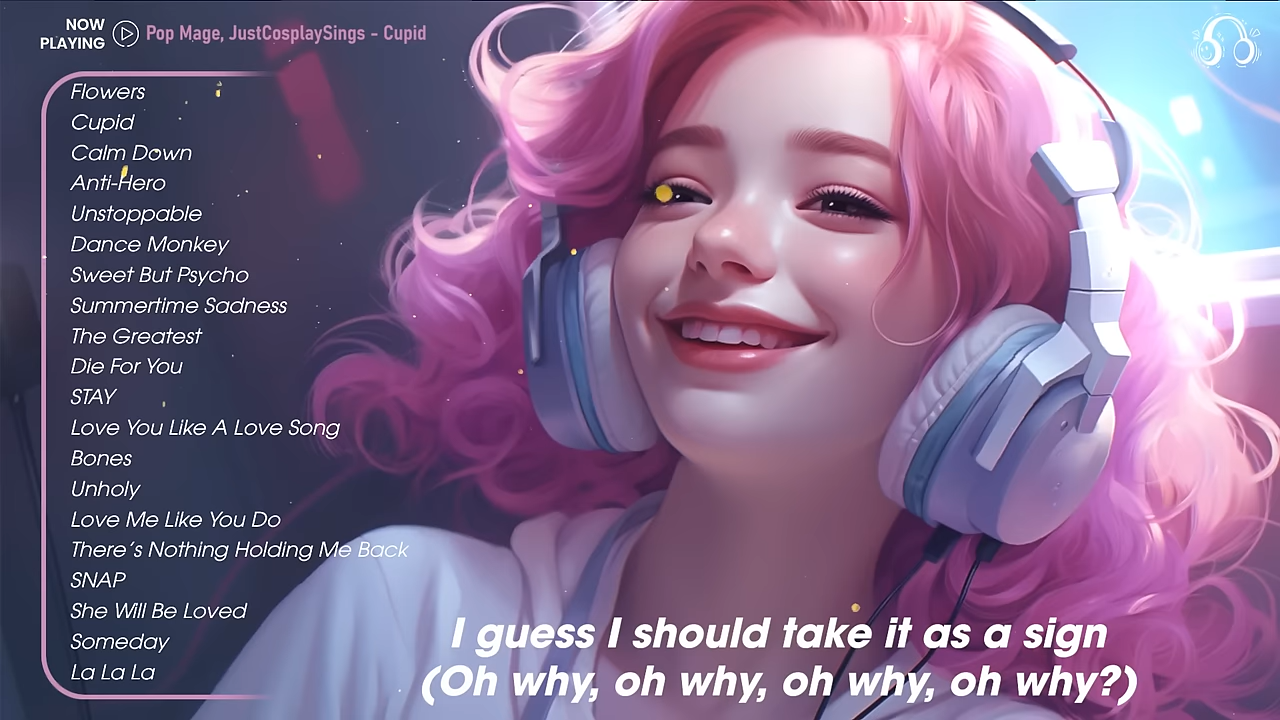 NOW
PLAYING
Pop Mage, JustCosplaySings - Cupid
Flowers
Cupid
Calm Down
Anti-Hero
Unstoppable
Dance Monkey
Sweet But Psycho
Summertime Sadness
The Greatest
Die For You
STAY
Love You Like A Love Song
Bones
Unholy
Love Me Like You Do
There's Nothing Holding Me Back
SNAP
She Will Be Loved
Someday
La La La
I guess I should take it as a sign
(Oh why, oh why, oh why, oh why?)